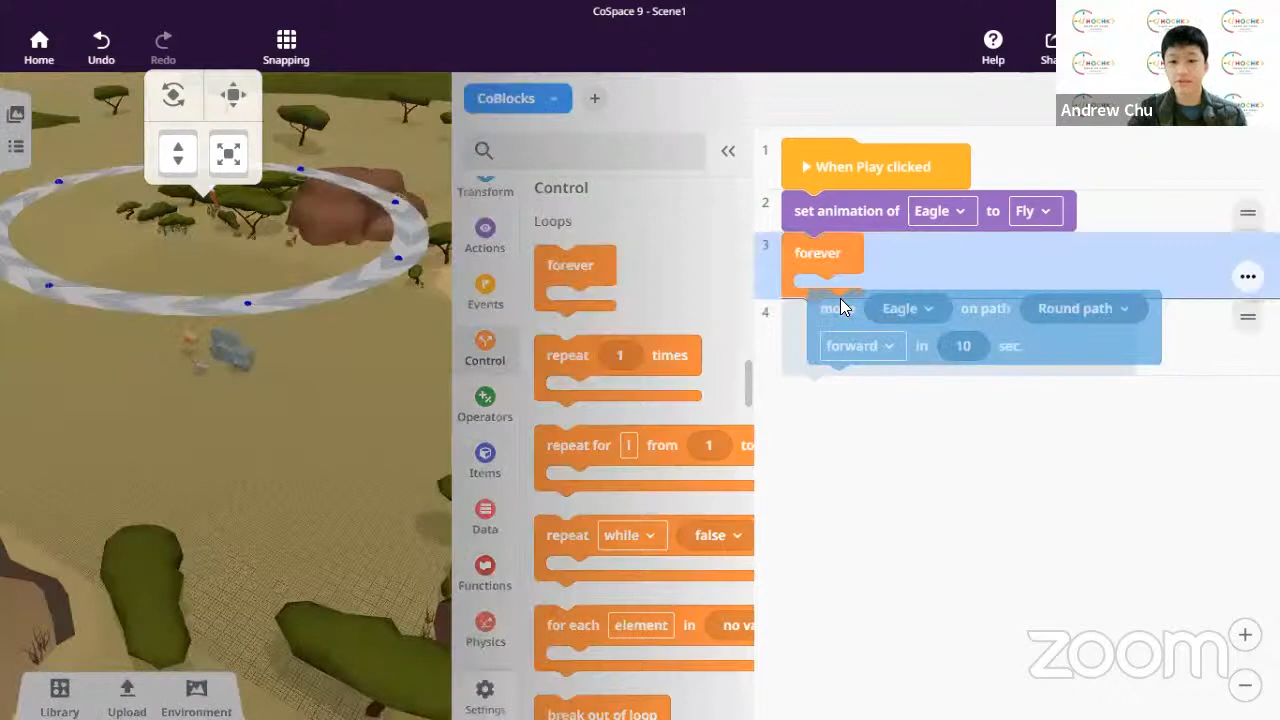 CoSpace 9 - Scene1
Home
Undo
Redo
Snapping
Help
Andrew Chu
CoBlocks
+
Transform
Actions
Events
Control
Operators
Items
Data
Functions
Physics
Settings
Control
Loops
forever
repeat 1 times
repeat for I from 1 to
repeat while false
for each element in
break out of loop
1
When Play clicked
2
set animation of Eagle to Fly
3
forever
4
Eagle on path Round path
forward in 10 sec.
Library
Upload
Environment
zoom